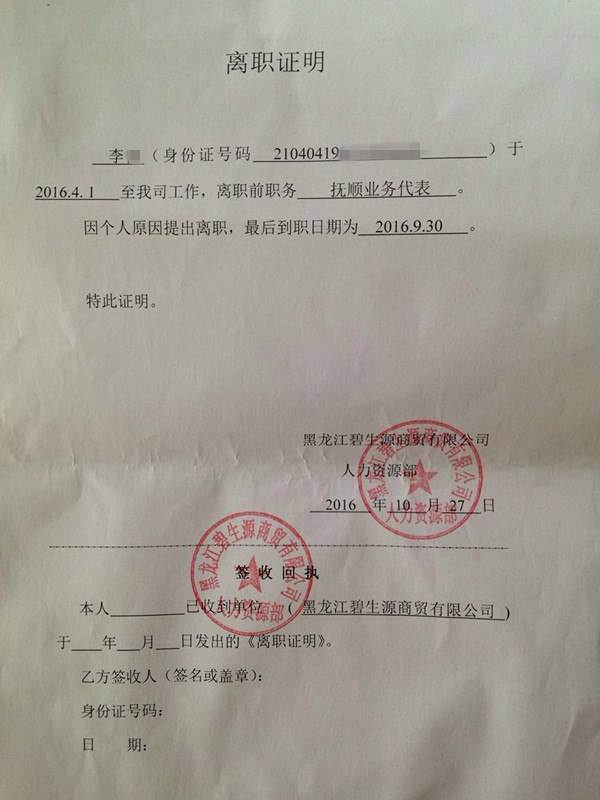 离职证明
李 （身份证号码 21040419 ）于
2016.4.1 至我司工作，离职前职务 抚顺业务代表 。
因个人原因提出离职，最后到职日期为 2016.9.30 。
特此证明。
黑龙江碧生源商贸有限公司
人力资源部
2016 年 10 月 27 日
黑龙江碧生源商贸有限公司
人力资源部
黑龙江碧生源商贸有限公司
人力资源部
签收回执
本人________已收到单位 （ 黑龙江碧生源商贸有限公司 ）
于___年___月___日发出的《离职证明》。
乙方签收人（签名或盖章）：
身份证号码：
日 期：